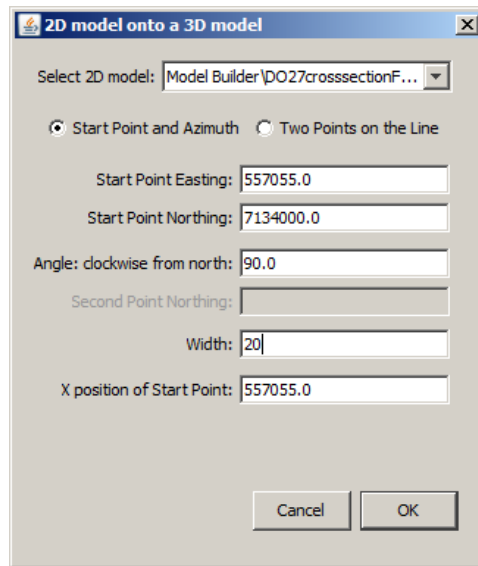 2D model onto a 3D model
Select 2D model: Model Builder\DO27crosssectionF...
Start Point and Azimuth Two Points on the Line
Start Point Easting: 557055.0
Start Point Northing: 7134000.0
Angle: clockwise from north: 90.0
Second Point Northing:
Width: 20
X position of Start Point: 557055.0
Cancel OK